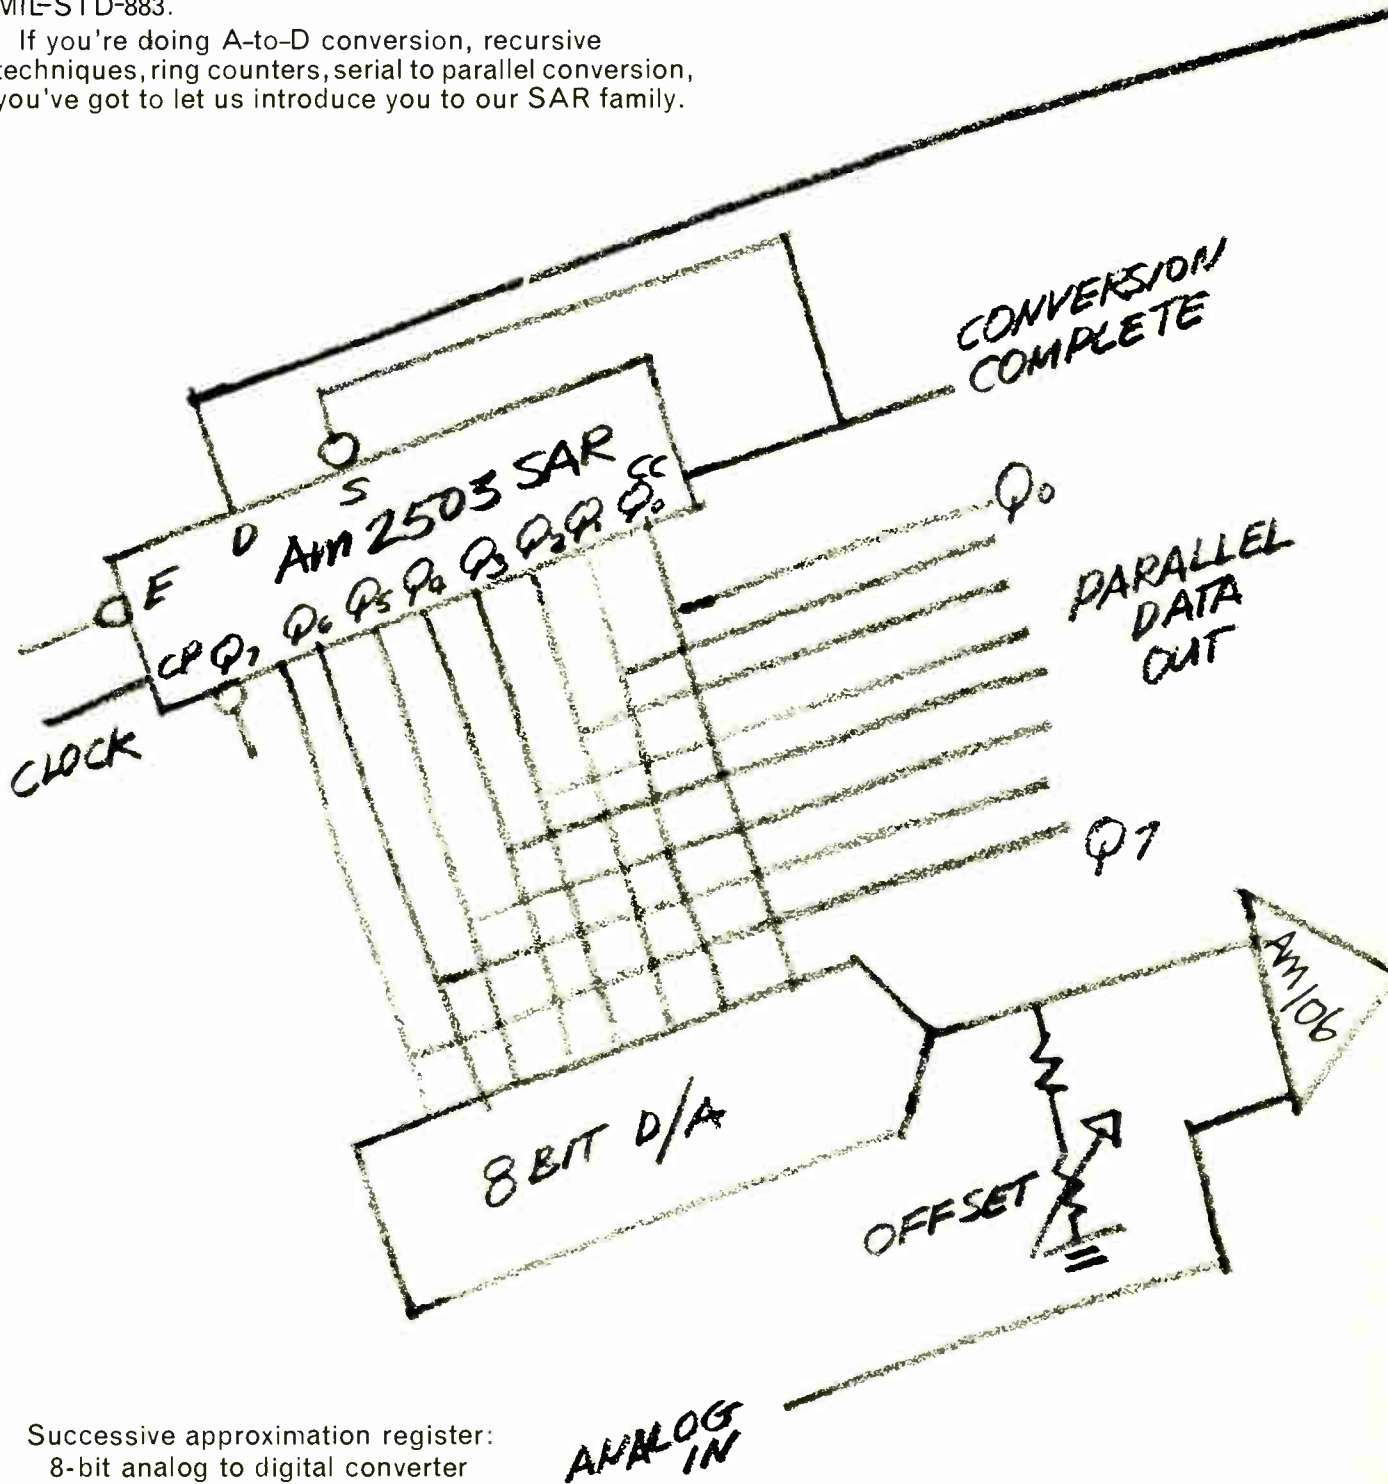 MIL-STD-883.
If you're doing A-to-D conversion, recursive
techniques, ring counters, serial to parallel conversion,
you've got to let us introduce you to our SAR family.
CONVERSION
COMPLETE
S
D
Am 2503 SAR
CC
E
CP Q7 Q6 Q5 Q4 Q3 Q2 Q1 Q0
CLOCK
Q0
PARALLEL
DATA
OUT
Q7
AM106
8 BIT D/A
OFFSET
ANALOG
IN
Successive approximation register:
8-bit analog to digital converter